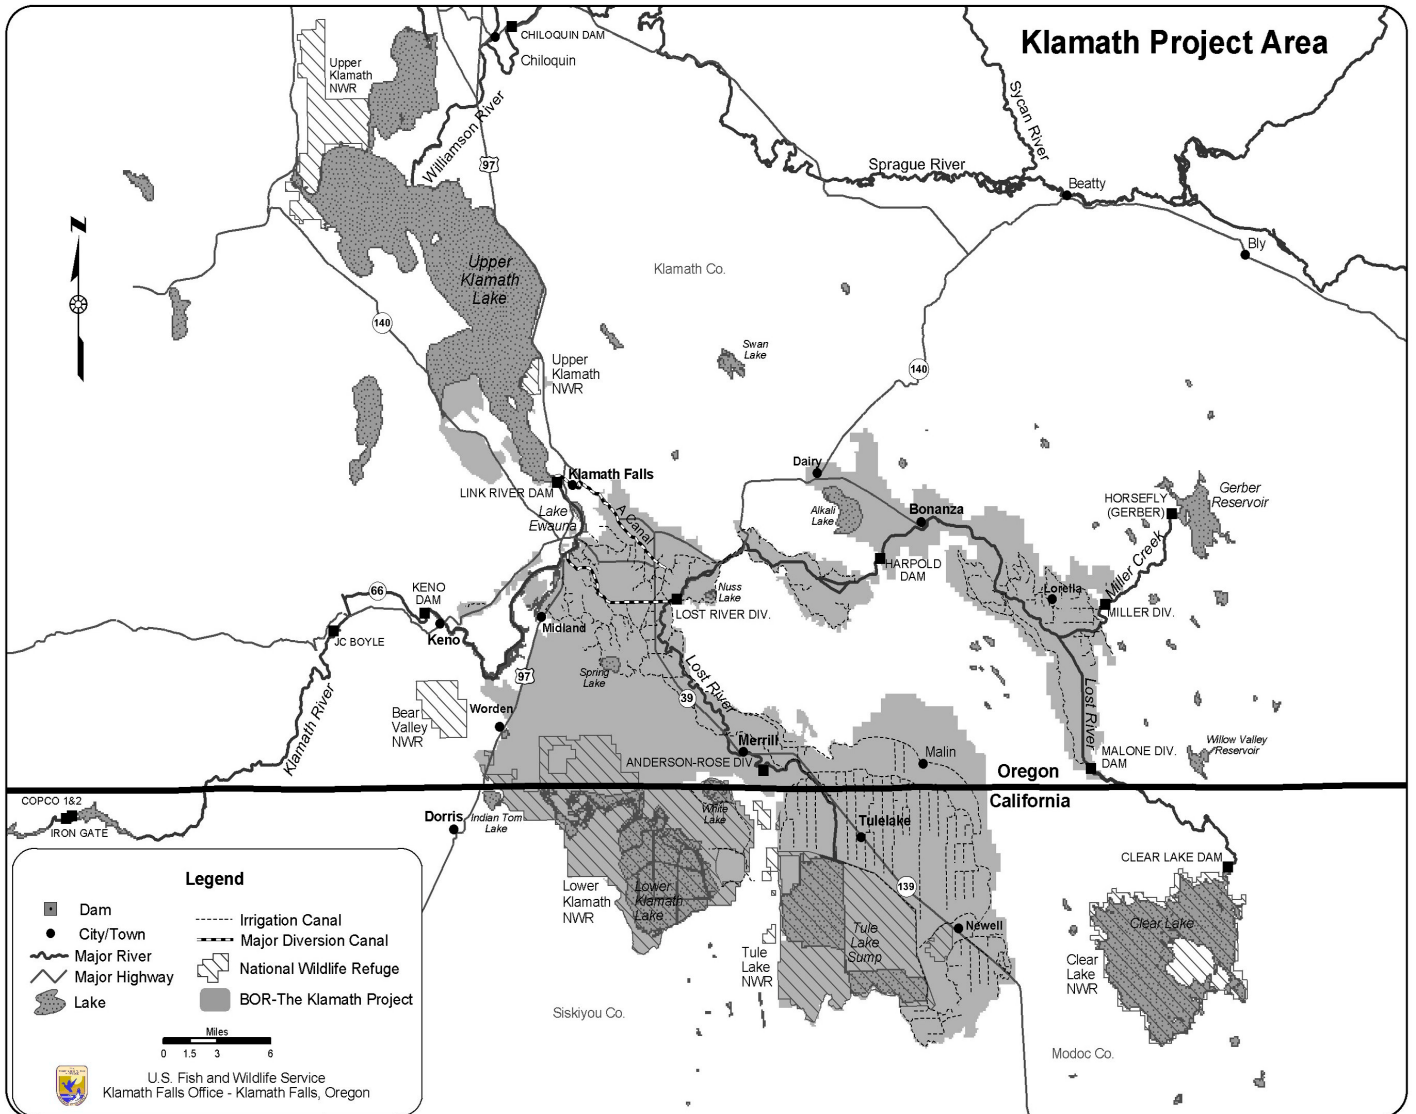 Klamath Project Area
CHILOQUIN DAM
Chiloquin
Upper
Klamath
NWR
Williamson River
97
Sycan River
Sprague River
Beatty
Bly
N
Upper
Klamath
Lake
Klamath Co.
140
Swan
Lake
Upper
Klamath
NWR
140
Dairy
Klamath Falls
LINK RIVER DAM
Lake
Ewauna
A Canal
Alkali
Lake
Bonanza
HORSEFLY
(GERBER)
Gerber
Reservoir
HARPOLD
DAM
Miller Creek
Lorella
MILLER DIV.
Nuss
Lake
LOST RIVER DIV.
66
KENO
DAM
Keno
JC BOYLE
Midland
Spring
Lake
97
Lost River
39
Klamath River
Bear
Valley
NWR
Worden
Merrill
ANDERSON-ROSE DIV.
Malin
Lost River
MALONE DIV.
DAM
Willow Valley
Reservoir
Oregon
California
COPCO 1&2
IRON GATE
Dorris
Indian Tom
Lake
White
Lake
Tulelake
CLEAR LAKE DAM
Lower
Klamath
NWR
Lower
Klamath
Lake
139
Tule
Lake
Sump
Newell
Tule
Lake
NWR
Clear Lake
Clear
Lake
NWR
Siskiyou Co.
Modoc Co.
Legend
Dam
City/Town
Major River
Major Highway
Lake
Irrigation Canal
Major Diversion Canal
National Wildlife Refuge
BOR-The Klamath Project
Miles
0 1.5 3 6
U.S. Fish and Wildlife Service
Klamath Falls Office - Klamath Falls, Oregon